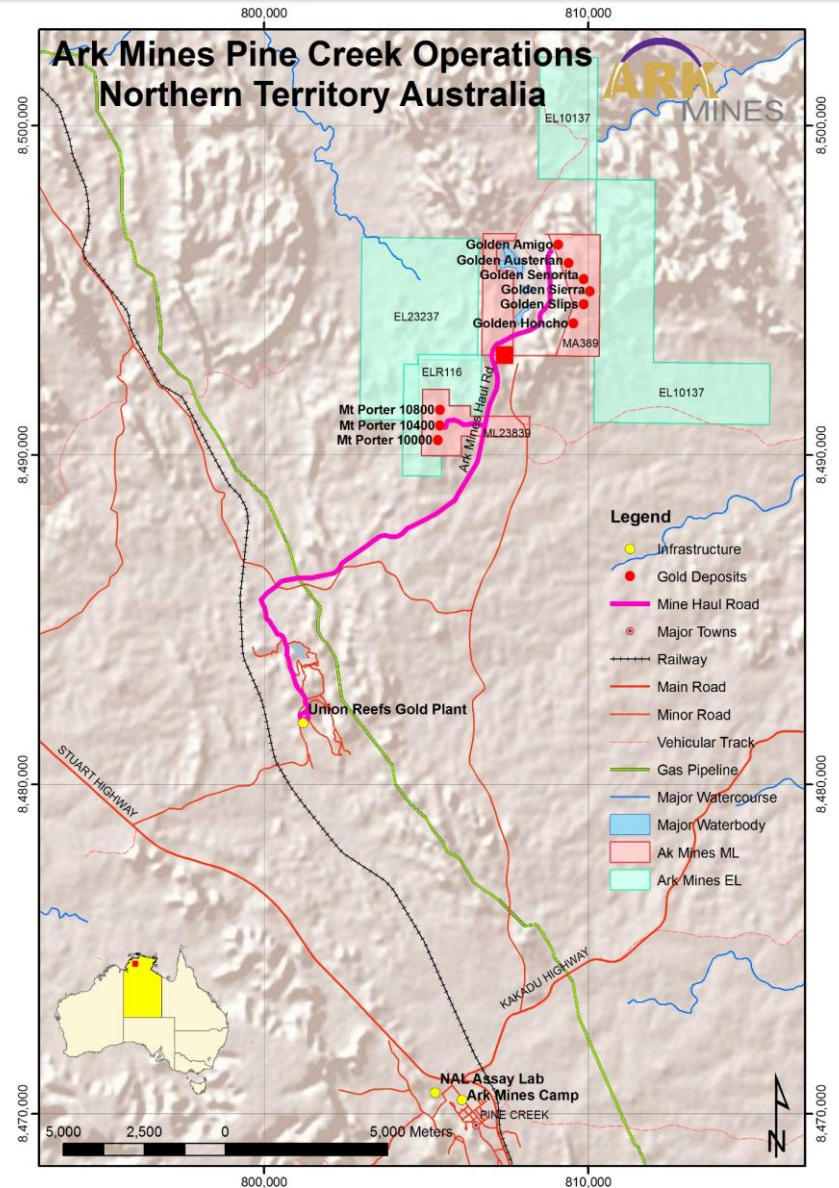 800,000
810,000
Ark Mines Pine Creek Operations
Northern Territory Australia
ARK
MINES
8,500,000
8,500,000
EL10137
Golden Amigo
Golden Austerian
Golden Senorita
Golden Sierra
Golden Slips
Golden Honcho
EL23237
MA389
ELR116
EL10137
Mt Porter 10800
Mt Porter 10400
Mt Porter 10000
ML23839
Ark Mines Haul Rd
8,490,000
8,490,000
Legend
Infrastructure
Gold Deposits
Mine Haul Road
Major Towns
Railway
Main Road
Minor Road
Vehicular Track
Gas Pipeline
Major Watercourse
Major Waterbody
Ak Mines ML
Ark Mines EL
Union Reefs Gold Plant
STUART HIGHWAY
8,480,000
8,480,000
KAKADU HIGHWAY
NAL Assay Lab
Ark Mines Camp
PINE CREEK
8,470,000
8,470,000
5,000 2,500 0 5,000 Meters
N
800,000
810,000